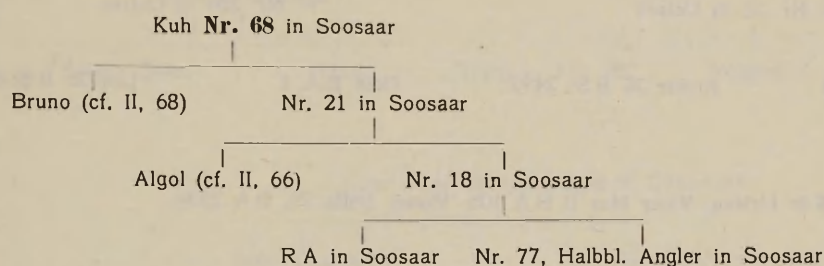 Kuh Nr. 68 in Soosaar
Bruno (cf. II, 68) Nr. 21 in Soosaar
Algol (cf. II, 66) Nr. 18 in Soosaar
R A in Soosaar Nr. 77, Halbbl. Angler in Soosaar